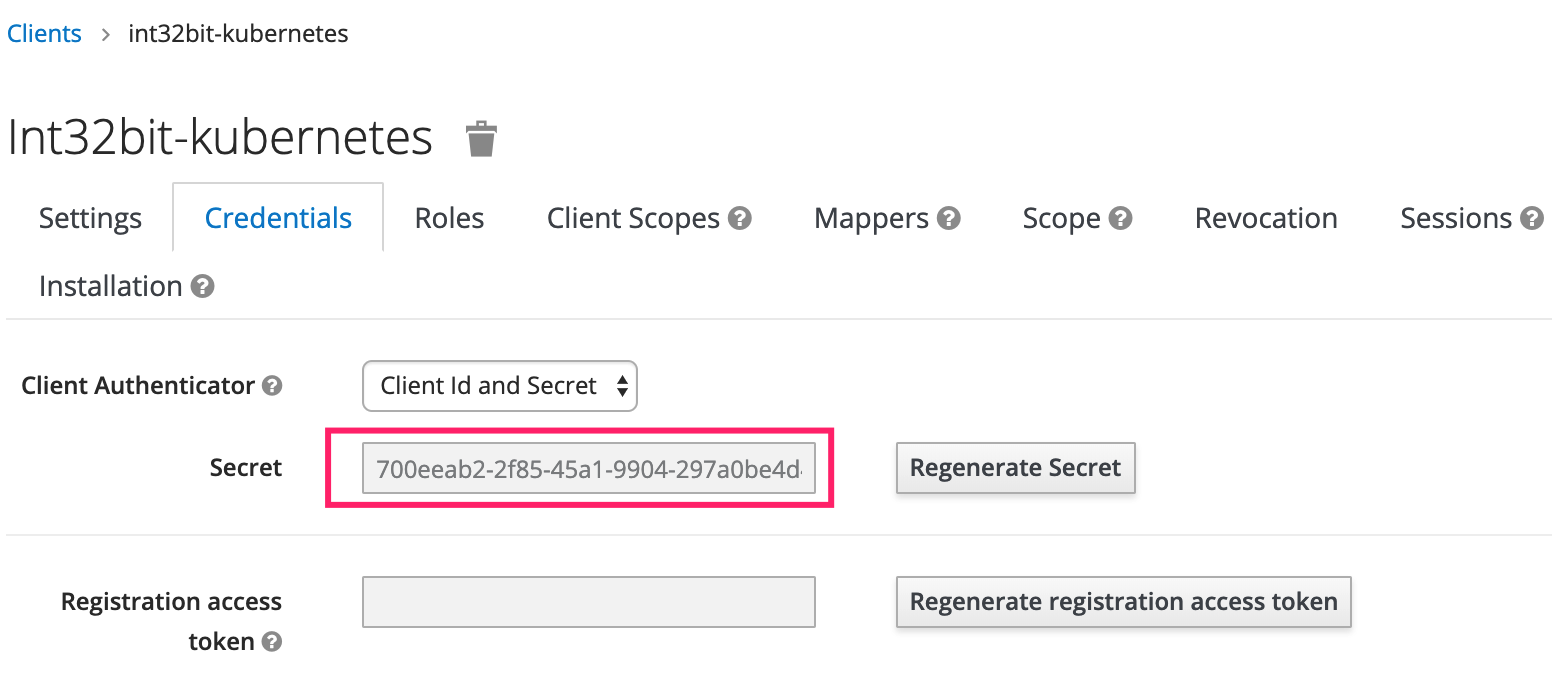 Clients > int32bit-kubernetes
Int32bit-kubernetes
Settings Credentials Roles Client Scopes Mappers Scope Revocation Sessions
Installation
Client Authenticator Client Id and Secret
Secret 700eeab2-2f85-45a1-9904-297a0be4d Regenerate Secret
Registration access Regenerate registration access token
token